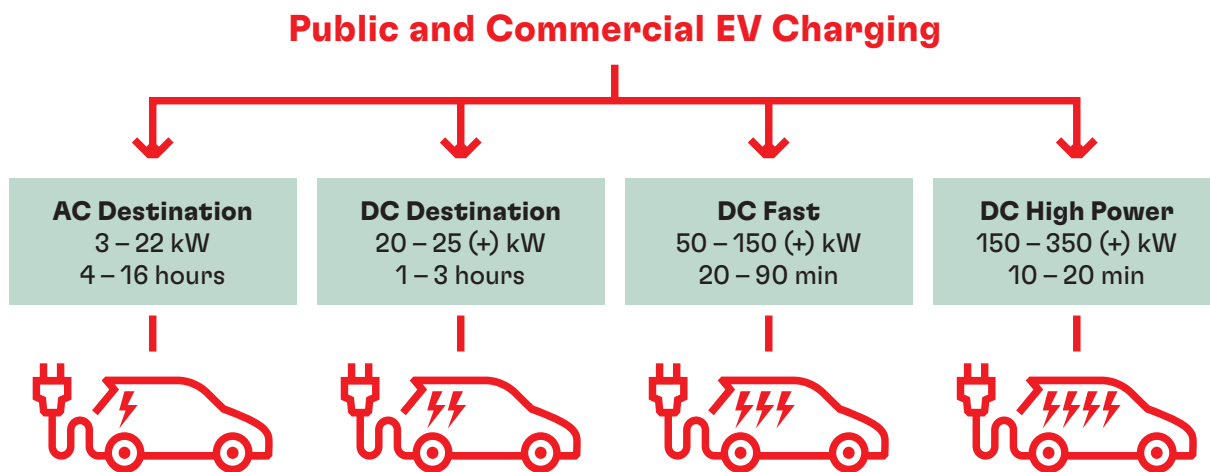 Public and Commercial EV Charging
AC Destination
3 – 22 kW
4 – 16 hours
DC Destination
20 – 25 (+) kW
1 – 3 hours
DC Fast
50 – 150 (+) kW
20 – 90 min
DC High Power
150 – 350 (+) kW
10 – 20 min